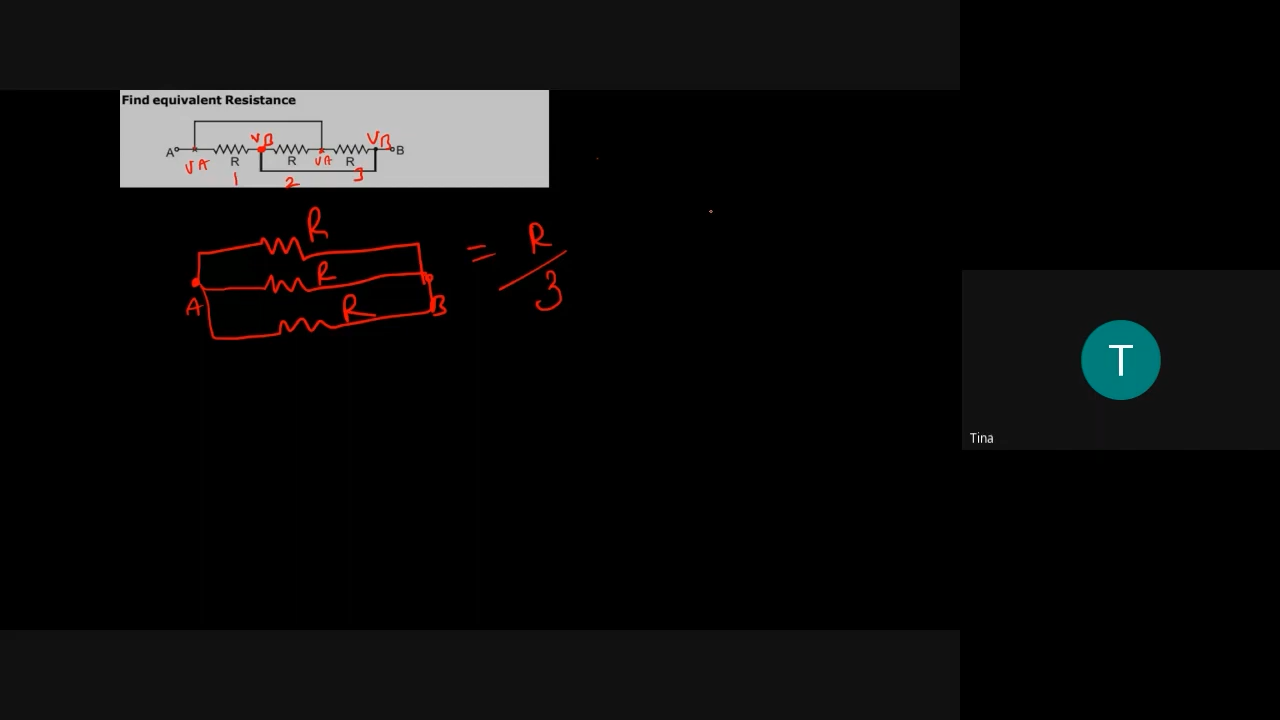 Find equivalent Resistance
A VA R VB R VA R VB B
1 2 3
R
R
A R B
= R/3
T
Tina